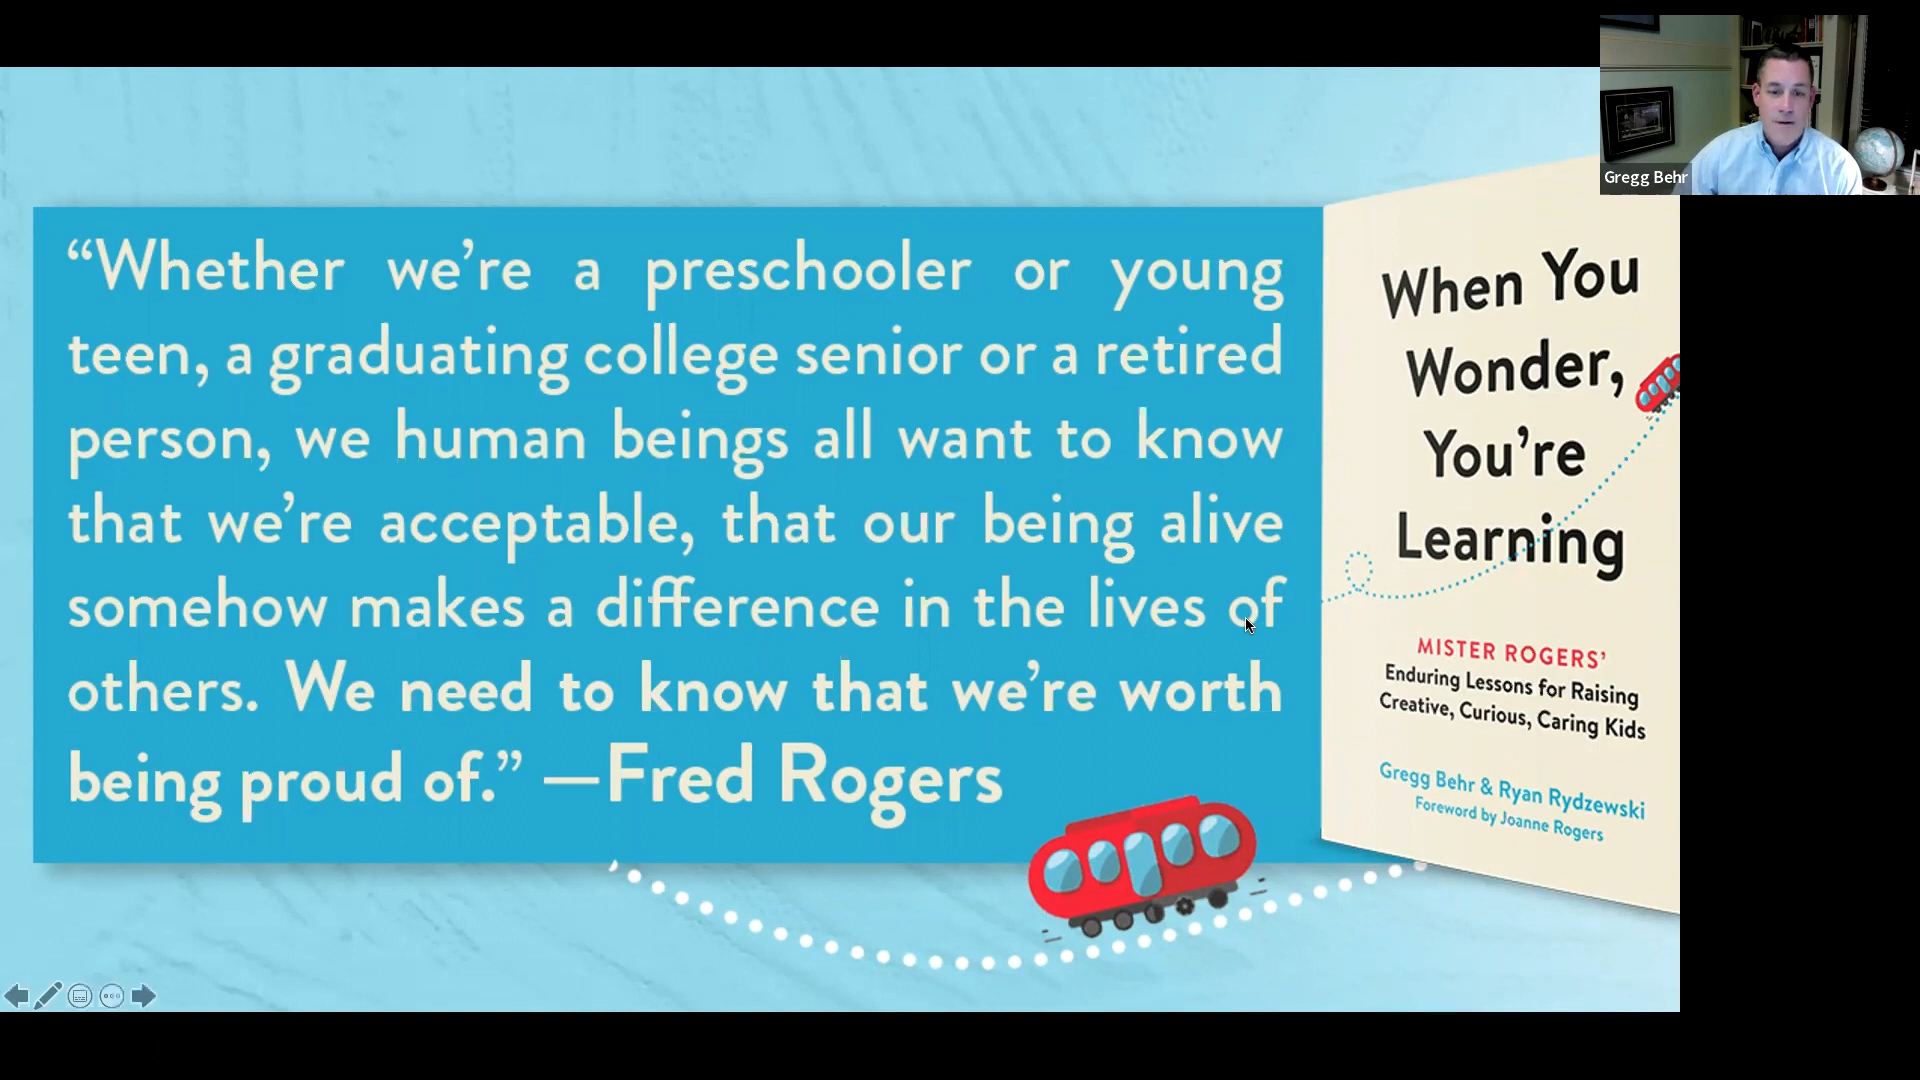 Gregg Behr
“Whether we’re a preschooler or young
teen, a graduating college senior or a retired
person, we human beings all want to know
that we’re acceptable, that our being alive
somehow makes a difference in the lives of
others. We need to know that we’re worth
being proud of.” —Fred Rogers
When You
Wonder,
You’re
Learning
MISTER ROGERS’
Enduring Lessons for Raising
Creative, Curious, Caring Kids
Gregg Behr & Ryan Rydzewski
Foreword by Joanne Rogers